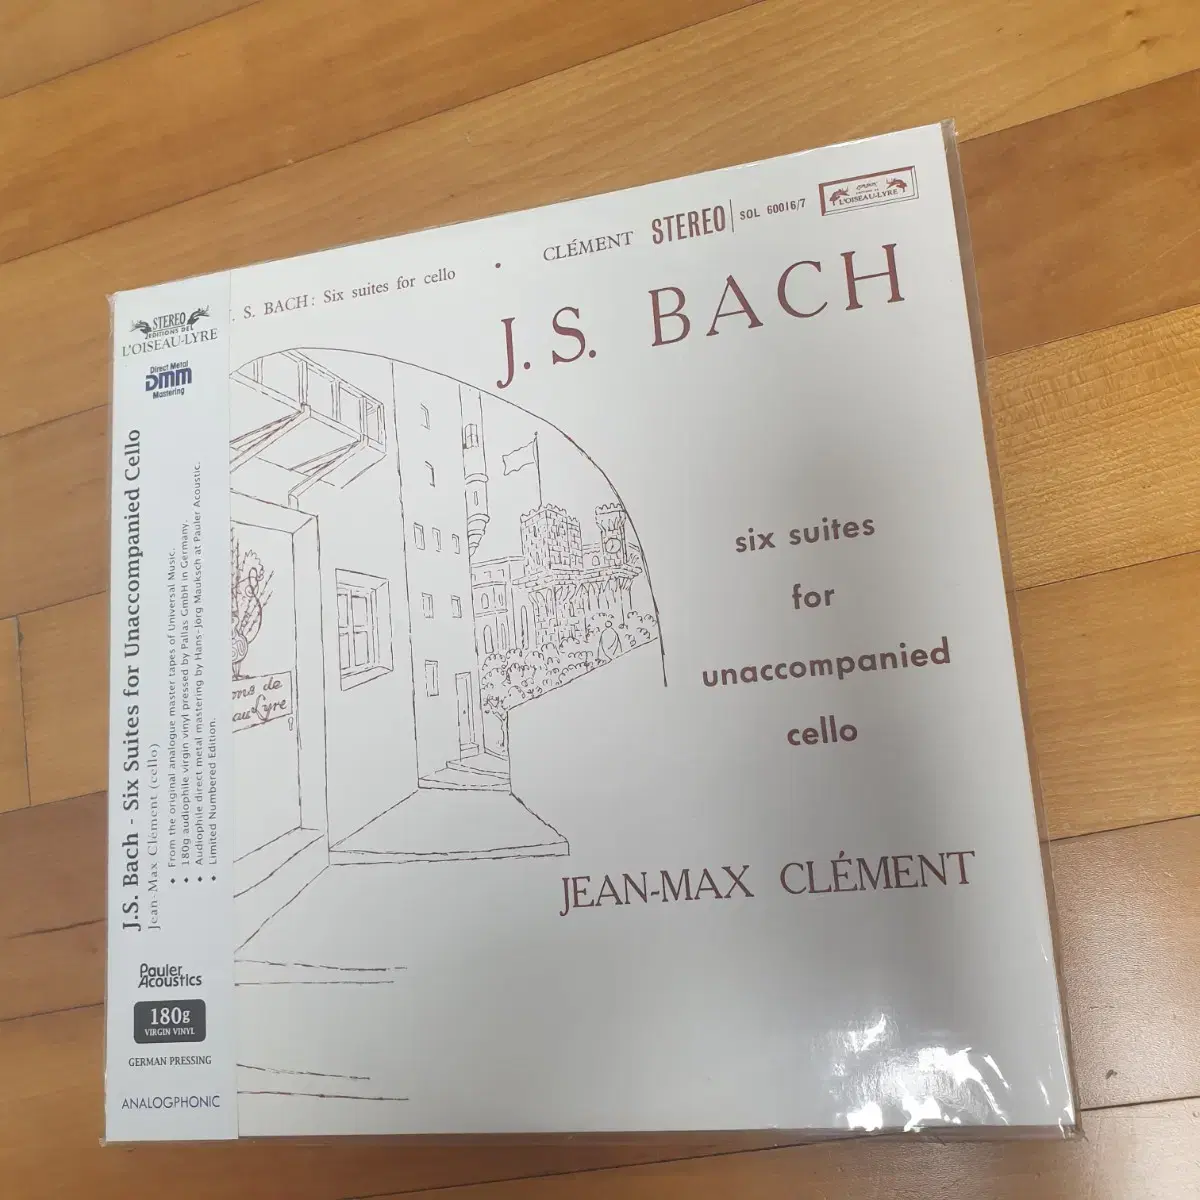 J. S. BACH: Six suites for cello • CLÉMENT STEREO SOL 60016/7
L'OISEAU-LYRE
J. S. BACH
six suites
for
unaccompanied
cello
JEAN-MAX CLÉMENT
STEREO
EDITIONS DE L'
L'OISEAU-LYRE
Direct Metal
DMM
Mastering
J.S. Bach - Six Suites for Unaccompanied Cello
Jean-Max Clément (cello)
♦ From the original analogue master tapes of Universal Music.
♦ 180g audiophile virgin vinyl pressed by Pallas GmbH in Germany.
♦ Audiophile direct metal mastering by Hans-Jörg Mauksch at Pauler Acoustic.
♦ Limited Numbered Edition.
Pauler
Acoustics
180g
VIRGIN VINYL
GERMAN PRESSING
ANALOGPHONIC
ons de
eau Lyre